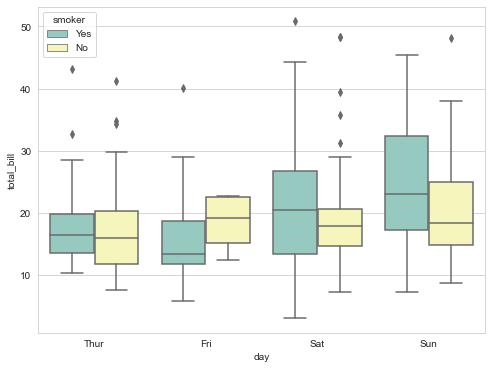 smoker
Yes
No
50
40
30
20
10
total_bill
Thur Fri Sat Sun
day